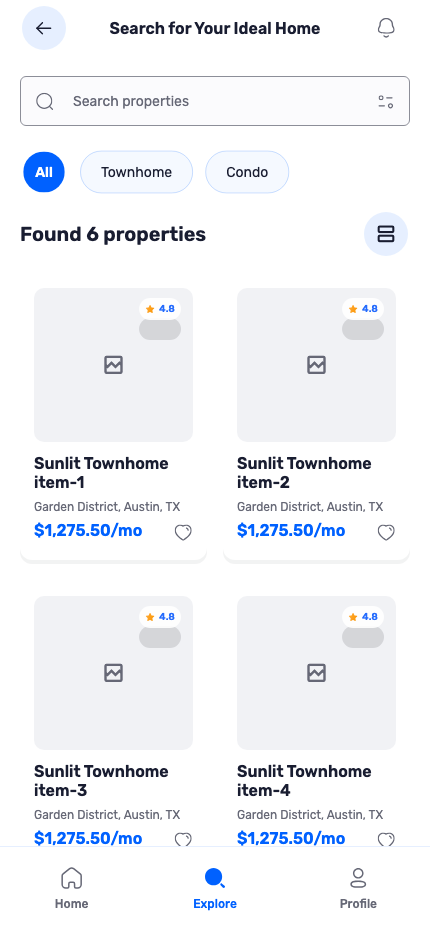 Search for Your Ideal Home
Search properties
All
Townhome
Condo
Found 6 properties
4.8
4.8
Sunlit Townhome
item-1
Garden District, Austin, TX
$1,275.50/mo
Sunlit Townhome
item-2
Garden District, Austin, TX
$1,275.50/mo
4.8
4.8
Sunlit Townhome
item-3
Garden District, Austin, TX
$1,275.50/mo
Sunlit Townhome
item-4
Garden District, Austin, TX
$1,275.50/mo
Home
Explore
Profile